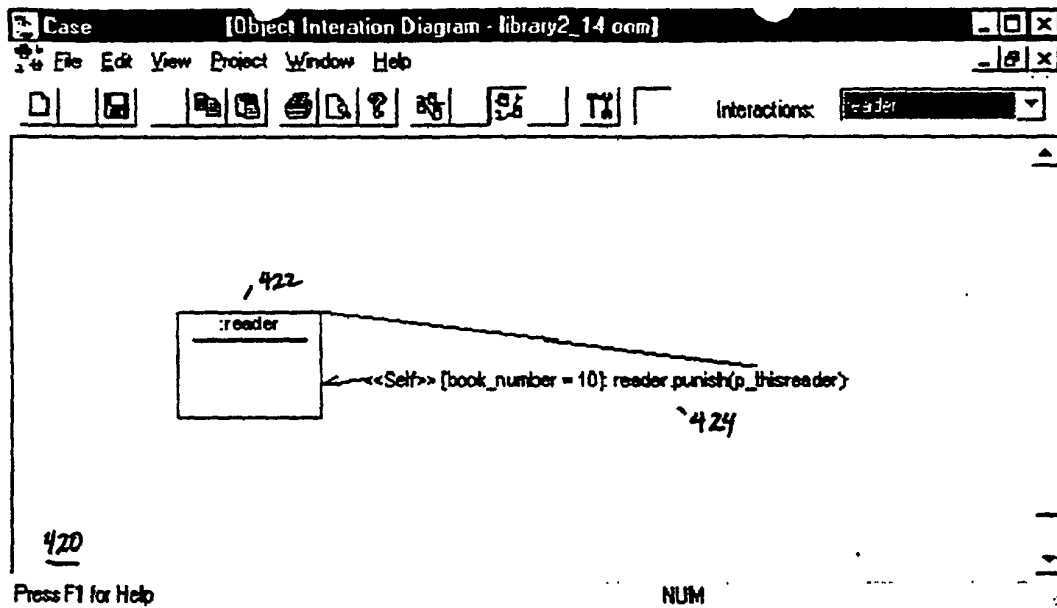 Case [Object Interation Diagram - library2_14 oom]
File Edit View Project Window Help
Interactions: reader
422
:reader
<<Self>> {book_number = 10}: reader.punish(p_thisreader)
424
420
Press F1 for Help NUM